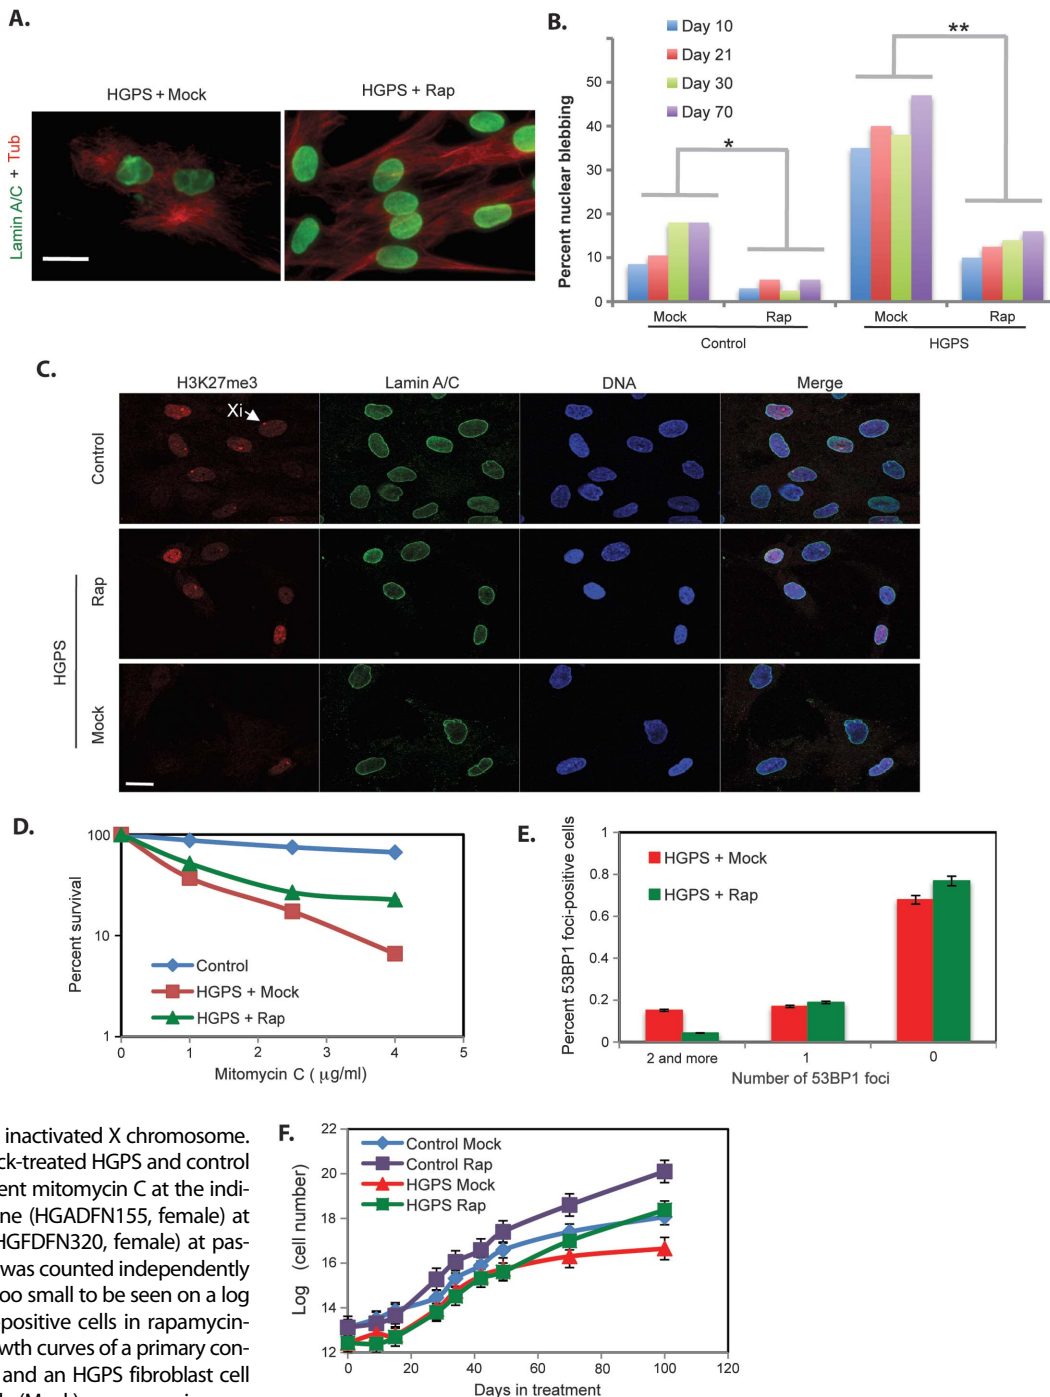 A.
HGPS + Mock
HGPS + Rap
Lamin A/C + Tub
B.
Day 10
Day 21
Day 30
Day 70
*
**
Percent nuclear blebbing
50
40
30
20
10
0
Mock
Rap
Mock
Rap
Control
HGPS
C.
H3K27me3
Lamin A/C
DNA
Merge
Xi
Control
Rap
HGPS
Mock
D.
100
10
1
Percent survival
Control
HGPS + Mock
HGPS + Rap
0
1
2
3
4
5
Mitomycin C ( μg/ml)
E.
1
0.8
0.6
0.4
0.2
0
Percent 53BP1 foci-positive cells
HGPS + Mock
HGPS + Rap
2 and more
1
0
Number of 53BP1 foci
inactivated X chromosome.
ck-treated HGPS and control
ent mitomycin C at the indi-
ne (HGADFN155, female) at
HGFDFN320, female) at pas-
was counted independently
oo small to be seen on a log
positive cells in rapamycin-
wth curves of a primary con-
and an HGPS fibroblast cell
F.
22
20
18
16
14
12
Log (cell number)
Control Mock
Control Rap
HGPS Mock
HGPS Rap
0
20
40
60
80
100
120
Days in treatment